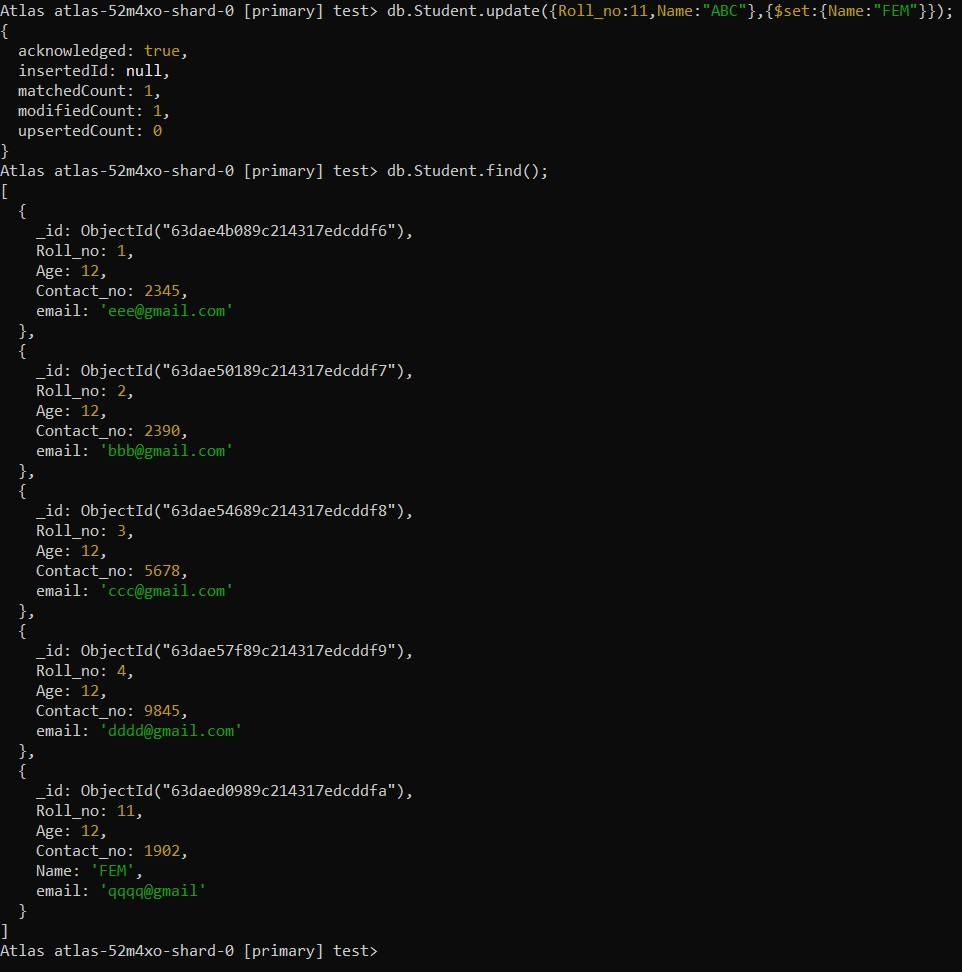 Atlas atlas-52m4xo-shard-0 [primary] test> db.Student.update({Roll_no:11,Name:"ABC"},{$set:{Name:"FEM"}});
{
  acknowledged: true,
  insertedId: null,
  matchedCount: 1,
  modifiedCount: 1,
  upsertedCount: 0
}
Atlas atlas-52m4xo-shard-0 [primary] test> db.Student.find();
[
  {
    _id: ObjectId("63dae4b089c214317edcddf6"),
    Roll_no: 1,
    Age: 12,
    Contact_no: 2345,
    email: 'eee@gmail.com'
  },
  {
    _id: ObjectId("63dae50189c214317edcddf7"),
    Roll_no: 2,
    Age: 12,
    Contact_no: 2390,
    email: 'bbb@gmail.com'
  },
  {
    _id: ObjectId("63dae54689c214317edcddf8"),
    Roll_no: 3,
    Age: 12,
    Contact_no: 5678,
    email: 'ccc@gmail.com'
  },
  {
    _id: ObjectId("63dae57f89c214317edcddf9"),
    Roll_no: 4,
    Age: 12,
    Contact_no: 9845,
    email: 'dddd@gmail.com'
  },
  {
    _id: ObjectId("63daed0989c214317edcddfa"),
    Roll_no: 11,
    Age: 12,
    Contact_no: 1902,
    Name: 'FEM',
    email: 'qqqq@gmail'
  }
]
Atlas atlas-52m4xo-shard-0 [primary] test>